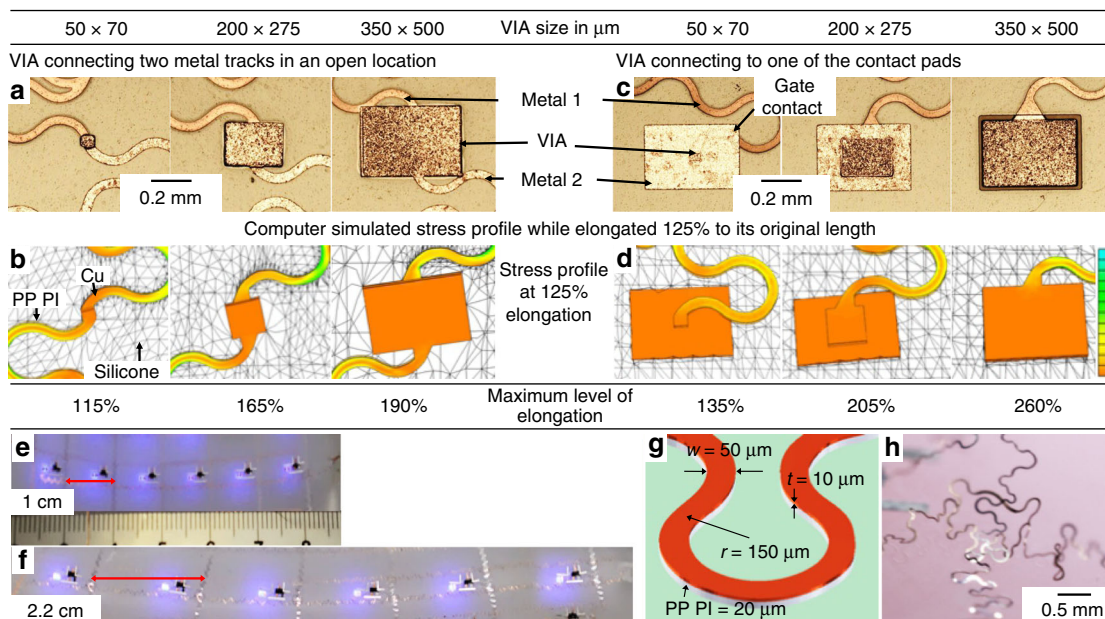 50 × 70 200 × 275 350 × 500 VIA size in μm 50 × 70 200 × 275 350 × 500
VIA connecting two metal tracks in an open location VIA connecting to one of the contact pads
a
0.2 mm
Metal 1
VIA
Metal 2
c
Gate
contact
0.2 mm
Computer simulated stress profile while elongated 125% to its original length
b
Cu
PP PI
Silicone
Stress profile
at 125%
elongation
d
115% 165% 190% Maximum level of
elongation 135% 205% 260%
e
1 cm
f
2.2 cm
g
w = 50 μm
t = 10 μm
r = 150 μm
PP PI = 20 μm
h
0.5 mm